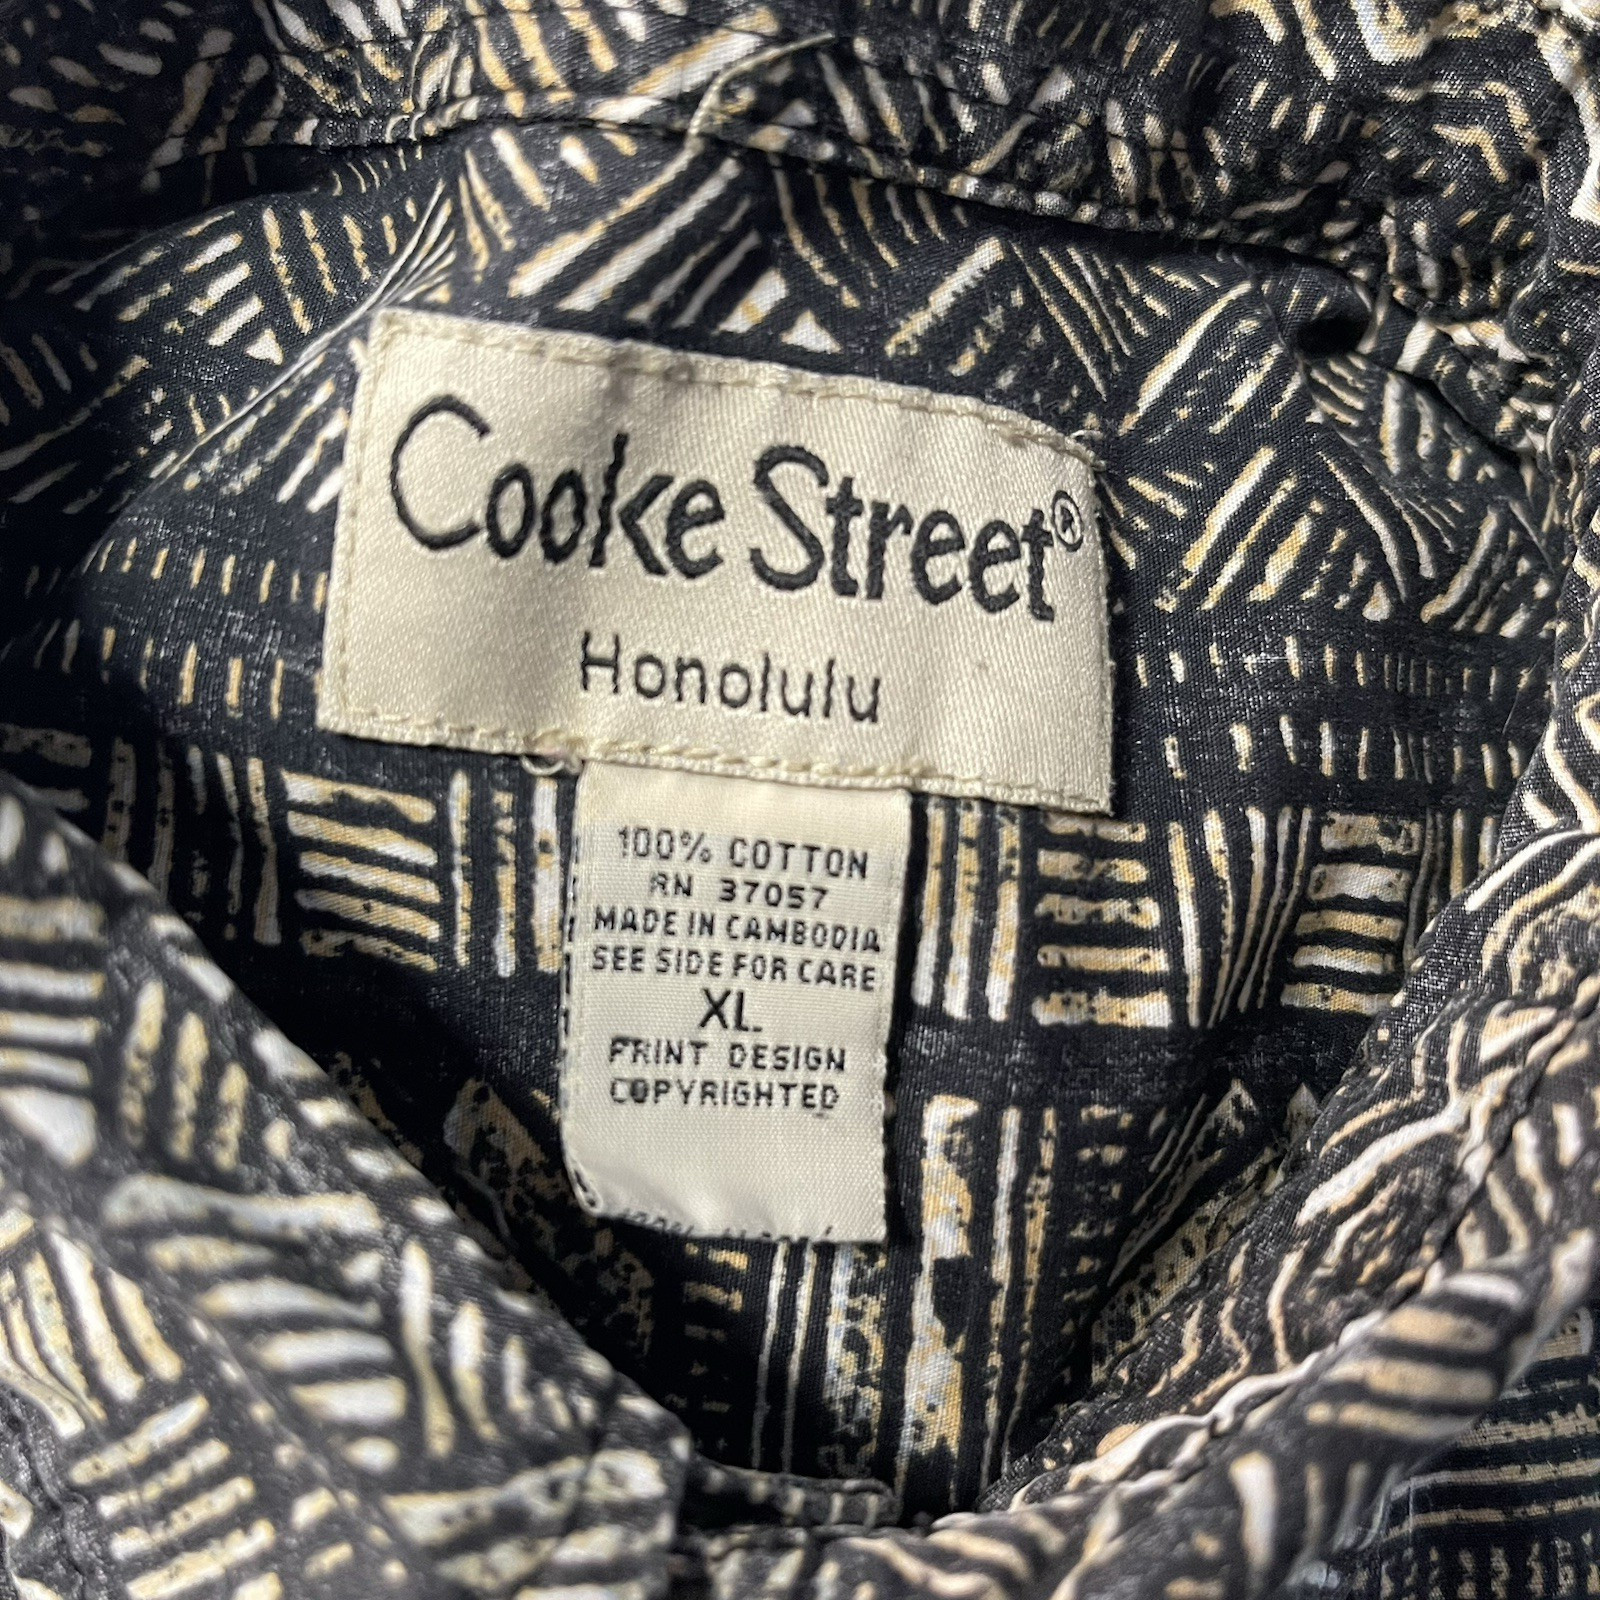 Cooke Street®
Honolulu
100% COTTON
RN 37057
MADE IN CAMBODIA
SEE SIDE FOR CARE
XL
PRINT DESIGN
COPYRIGHTED